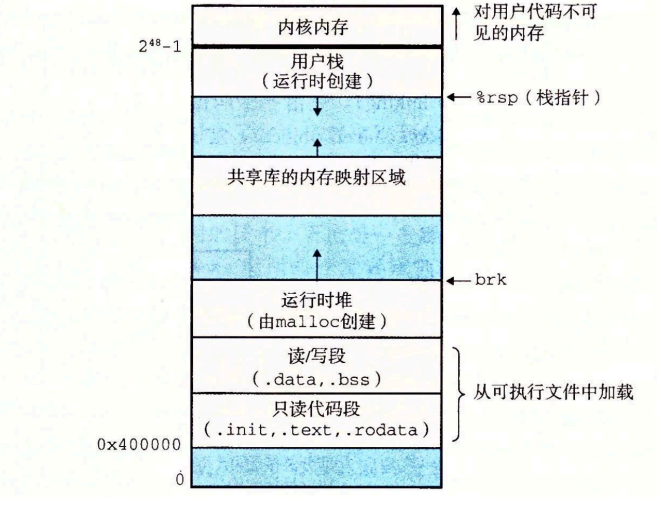 对用户代码不可
见的内存
内核内存
2⁴⁸-1
用户栈
（运行时创建）
%rsp（栈指针）
共享库的内存映射区域
brk
运行时堆
（由malloc创建）
读/写段
（.data,.bss）
从可执行文件中加载
只读代码段
（.init,.text,.rodata）
0x400000
0